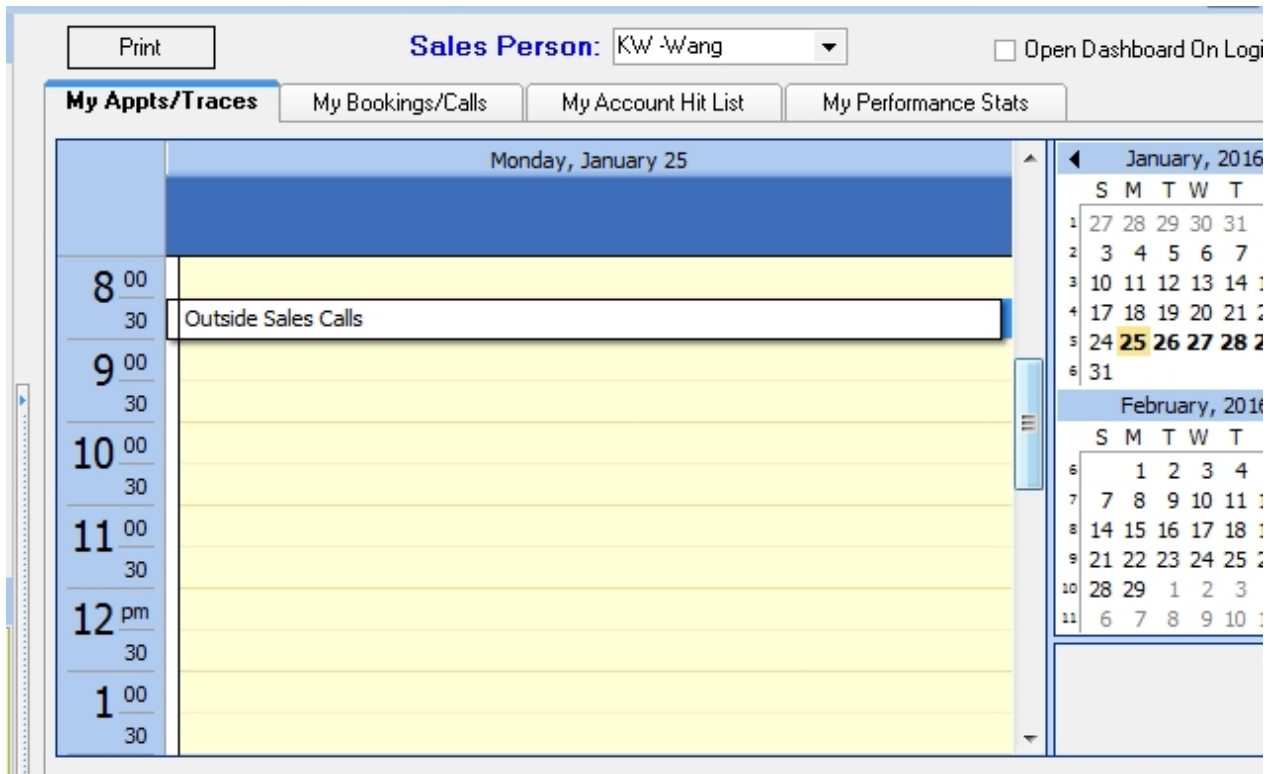 Print
Sales Person: KW -Wang
Open Dashboard On Logi
My Appts/Traces My Bookings/Calls My Account Hit List My Performance Stats
Monday, January 25
8 00
30 Outside Sales Calls
9 00
30
10 00
30
11 00
30
12 pm
30
1 00
30
January, 2016
S M T W T
1 27 28 29 30 31
2 3 4 5 6 7
3 10 11 12 13 14
4 17 18 19 20 21
5 24 25 26 27 28
6 31
February, 2016
S M T W T
6 1 2 3 4
7 7 8 9 10 11
8 14 15 16 17 18
9 21 22 23 24 25
10 28 29 1 2 3
11 6 7 8 9 10